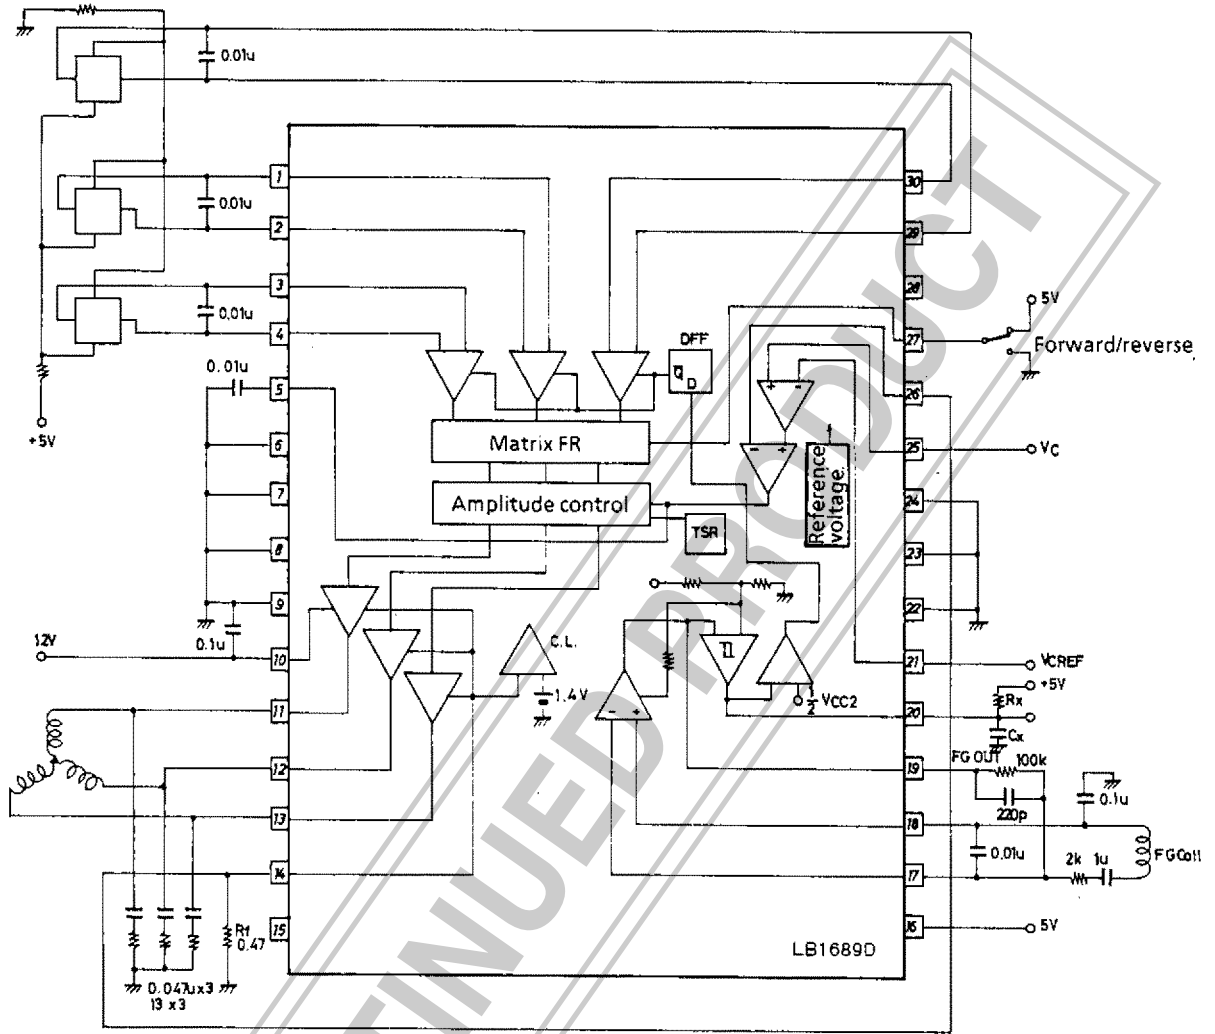 0.01u
1
30
0.01u
2
29
3
28
5V
0.01u
4
27
Forward/reverse
DFF
Q
D
0.01u
5
+
-
26
+5V
6
Matrix FR
-
+
25
VC
7
Amplitude control
Reference
voltage
24
TSR
8
23
9
22
0.1u
C.L.
12V
10
21
VCREF
1.4V
1/2 VCC2
+5V
Rx
11
-
+
20
Cx
12
19
FG OUT
100k
0.1u
220p
13
18
0.01u
FGCoil
2k
1u
14
17
Rf
0.47
15
16
5V
LB1689D
0.047u x3
13 x3
TINUED PRODUCT